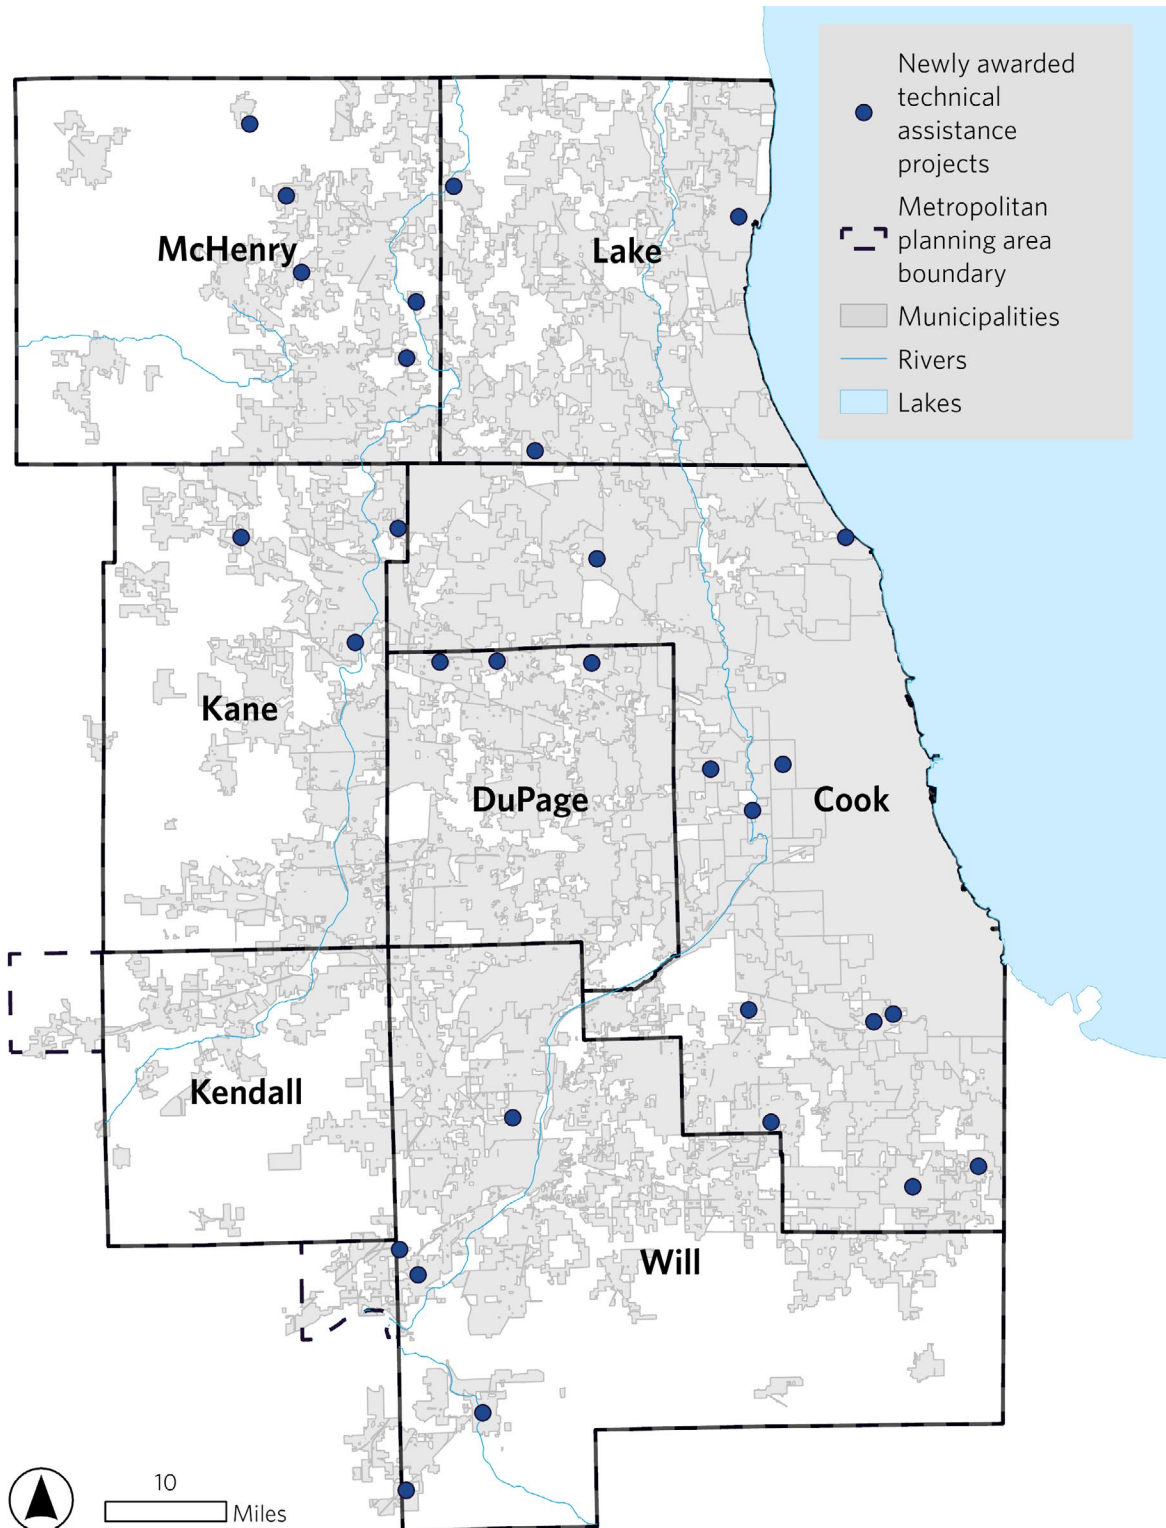 Newly awarded
technical
assistance
projects
Metropolitan
planning area
boundary
Municipalities
Rivers
Lakes
McHenry
Lake
Kane
DuPage
Cook
Kendall
Will
10
Miles